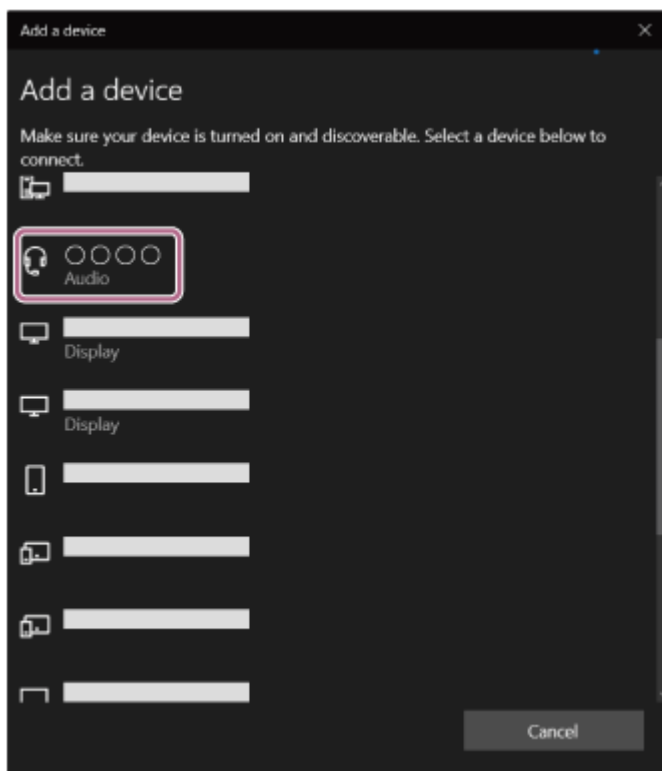 Add a device
Add a device
Make sure your device is turned on and discoverable. Select a device below to
connect.
○○○○
Audio
Display
Display
Cancel